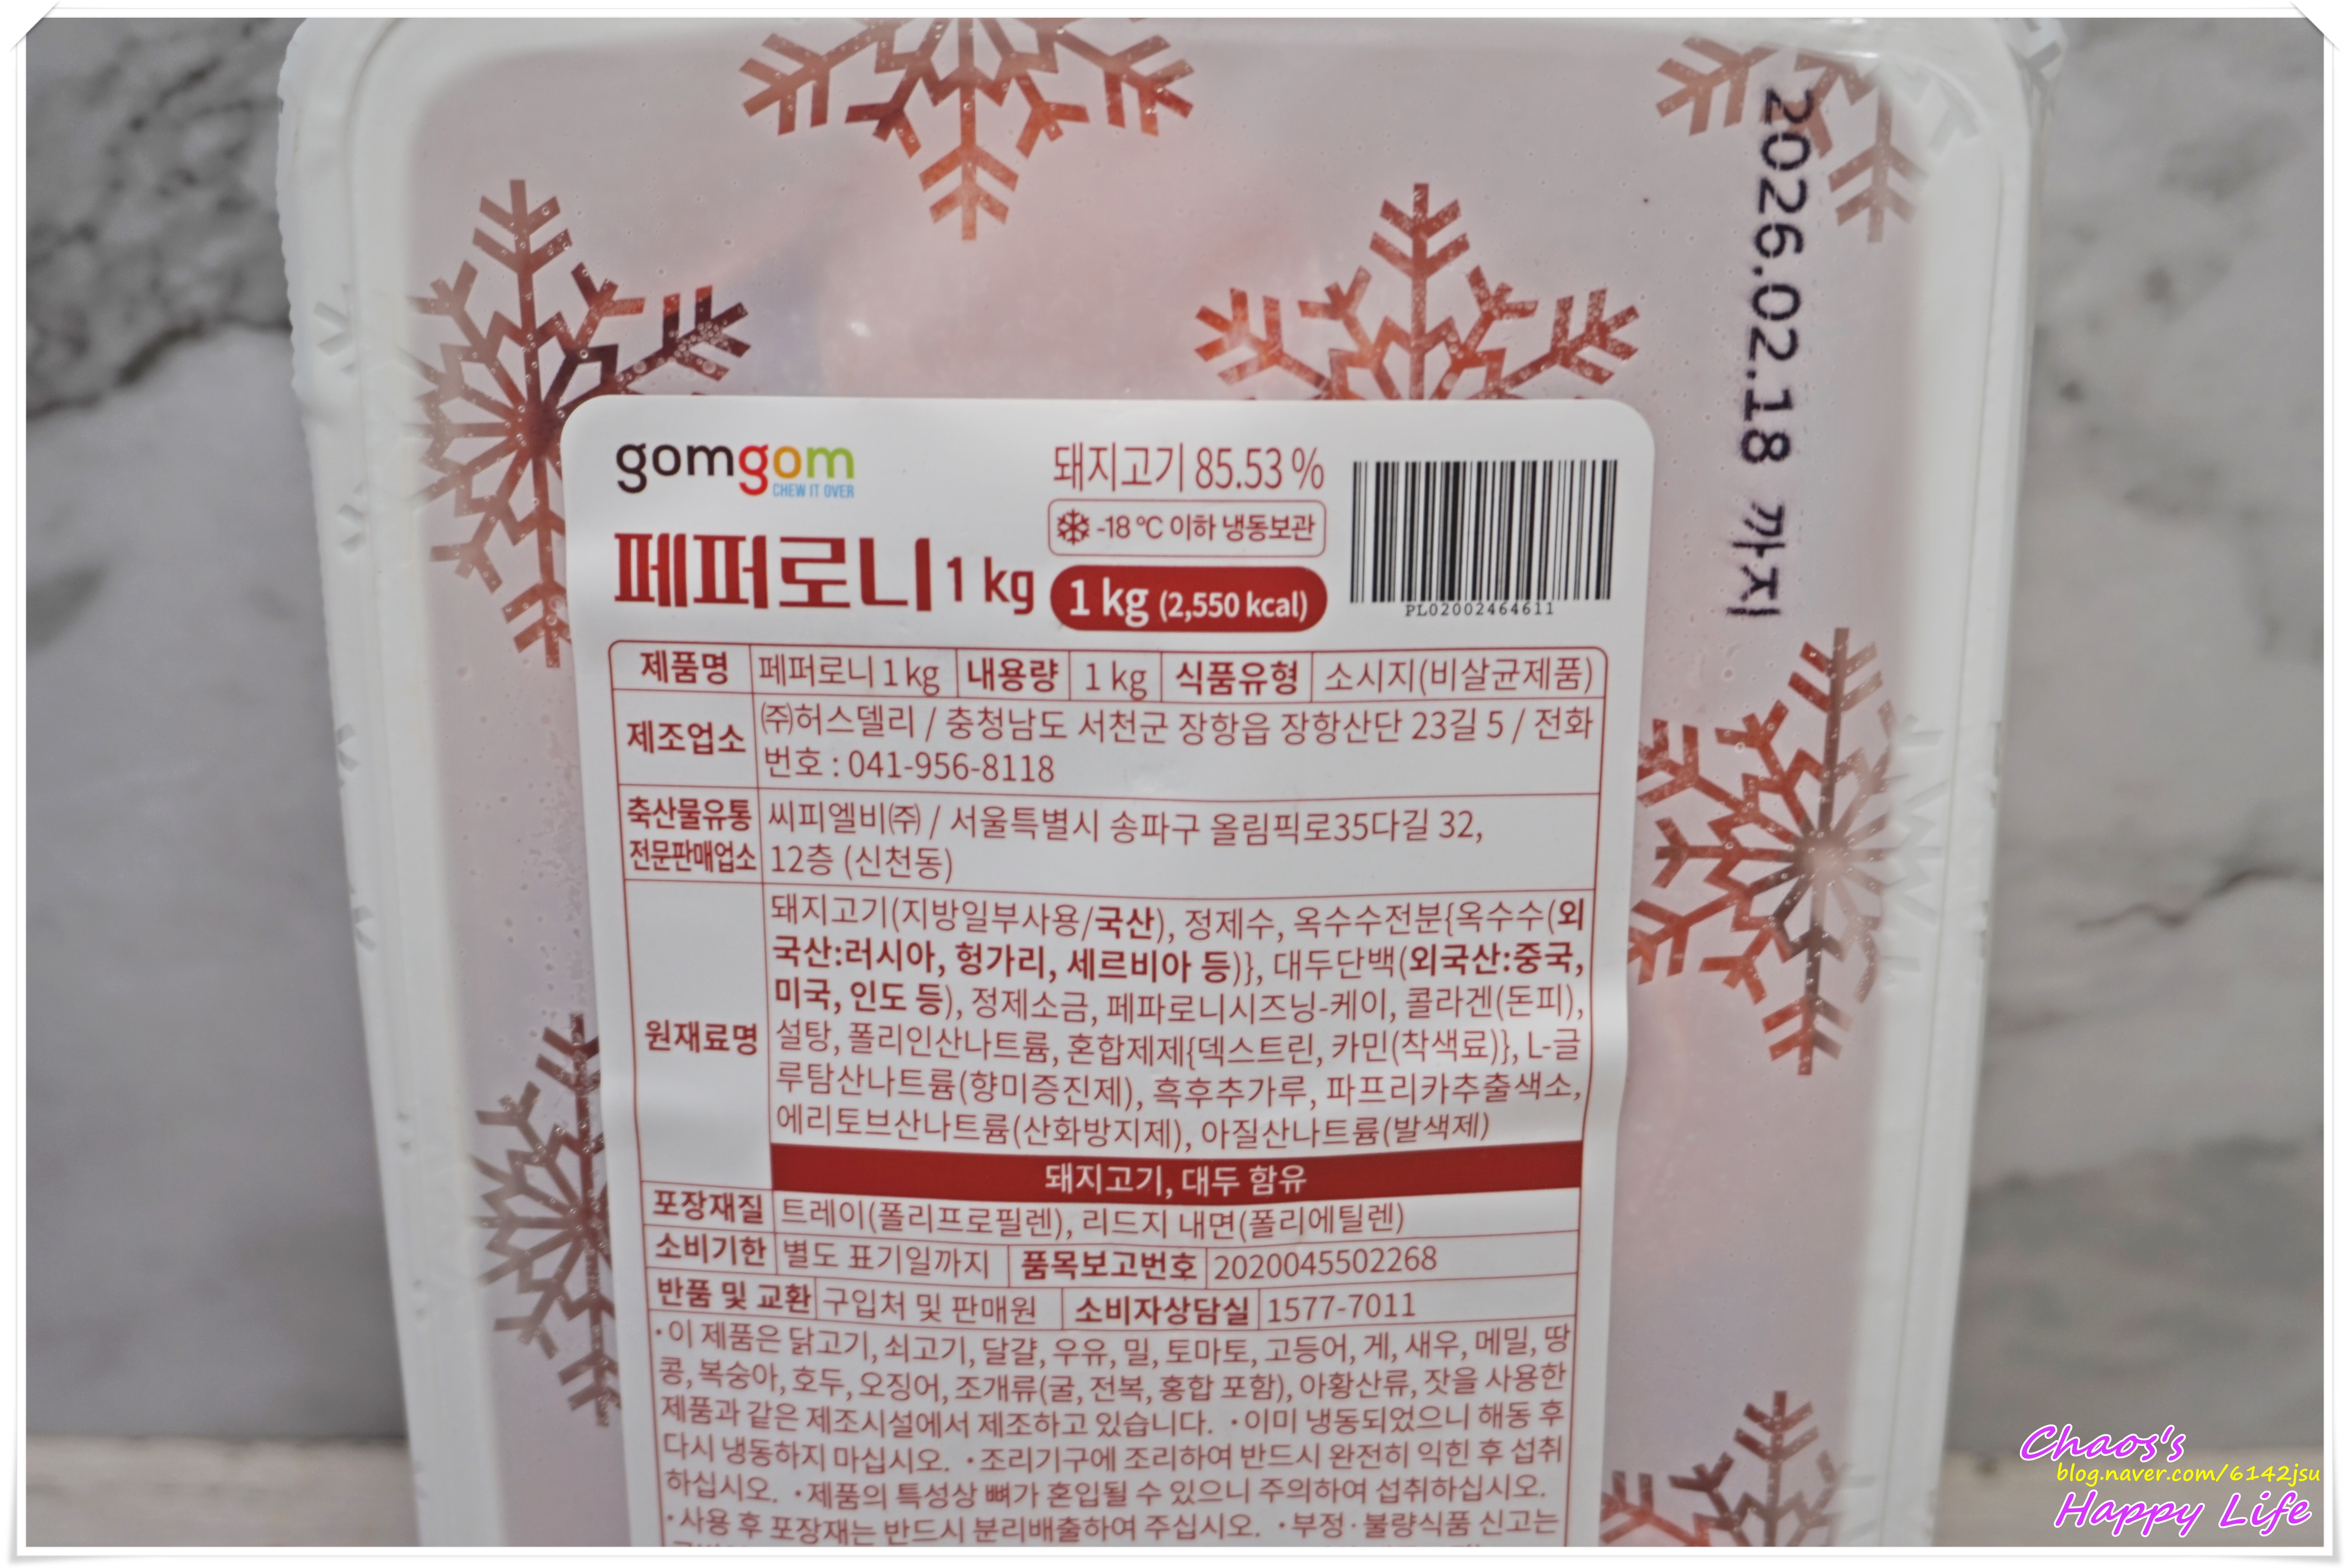 2026.02.18 까지
gomgom
CHEW IT OVER
돼지고기 85.53 %
-18 ℃ 이하 냉동보관
페퍼로니 1 kg
1 kg (2,550 kcal)
PL02002464611
제품명 페퍼로니 1 kg 내용량 1 kg 식품유형 소시지(비살균제품)
제조업소 ㈜허스델리 / 충청남도 서천군 장항읍 장항산단 23길 5 / 전화
번호 : 041-956-8118
축산물유통 전문판매업소 씨피엘비㈜ / 서울특별시 송파구 올림픽로35다길 32,
12층 (신천동)
원재료명
돼지고기(지방일부사용/국산), 정제수, 옥수수전분{옥수수(외
국산:러시아, 헝가리, 세르비아 등)}, 대두단백(외국산:중국,
미국, 인도 등), 정제소금, 페파로니시즈닝-케이, 콜라겐(돈피),
설탕, 폴리인산나트륨, 혼합제제{덱스트린, 카민(착색료)}, L-글
루탐산나트륨(향미증진제), 흑후추가루, 파프리카추출색소,
에리토브산나트륨(산화방지제), 아질산나트륨(발색제)
돼지고기, 대두 함유
포장재질 트레이(폴리프로필렌), 리드지 내면(폴리에틸렌)
소비기한 별도 표기일까지 품목보고번호 2020045502268
반품 및 교환 구입처 및 판매원 소비자상담실 1577-7011
·이 제품은 닭고기, 쇠고기, 달걀, 우유, 밀, 토마토, 고등어, 게, 새우, 메밀, 땅
콩, 복숭아, 호두, 오징어, 조개류(굴, 전복, 홍합 포함), 아황산류, 잣을 사용한
제품과 같은 제조시설에서 제조하고 있습니다. ·이미 냉동되었으니 해동 후
다시 냉동하지 마십시오. ·조리기구에 조리하여 반드시 완전히 익힌 후 섭취
하십시오. ·제품의 특성상 뼈가 혼입될 수 있으니 주의하여 섭취하십시오.
·사용 후 포장재는 반드시 분리배출하여 주십시오. ·부정·불량식품 신고는
Chaos's
blog.naver.com/6142jsu
Happy Life